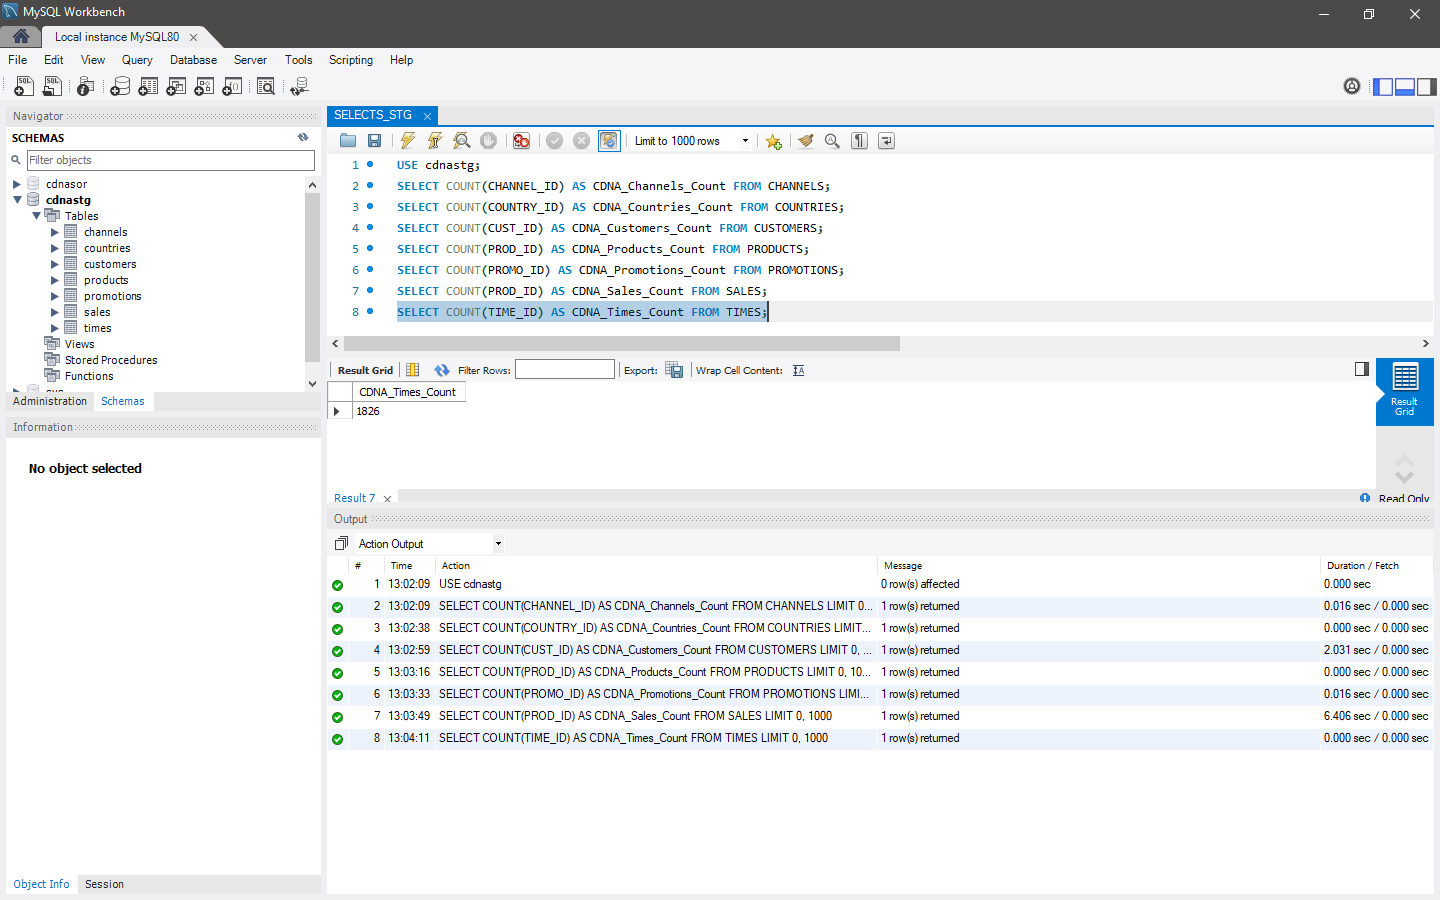 MySQL Workbench
Local instance MySQL80
File Edit View Query Database Server Tools Scripting Help
SQL SQL
Navigator
SCHEMAS
Filter objects
cdnasor
cdnastg
Tables
channels
countries
customers
products
promotions
sales
times
Views
Stored Procedures
Functions
sys
Administration Schemas
Information
No object selected
Object Info Session
SELECTS_STG
Limit to 1000 rows
1 USE cdnastg;
2 SELECT COUNT(CHANNEL_ID) AS CDNA_Channels_Count FROM CHANNELS;
3 SELECT COUNT(COUNTRY_ID) AS CDNA_Countries_Count FROM COUNTRIES;
4 SELECT COUNT(CUST_ID) AS CDNA_Customers_Count FROM CUSTOMERS;
5 SELECT COUNT(PROD_ID) AS CDNA_Products_Count FROM PRODUCTS;
6 SELECT COUNT(PROMO_ID) AS CDNA_Promotions_Count FROM PROMOTIONS;
7 SELECT COUNT(PROD_ID) AS CDNA_Sales_Count FROM SALES;
8 SELECT COUNT(TIME_ID) AS CDNA_Times_Count FROM TIMES;
Result Grid Filter Rows: Export: Wrap Cell Content:
CDNA_Times_Count
1826
Result Grid
Result 7
Read Only
Output
Action Output
# Time Action Message Duration / Fetch
1 13:02:09 USE cdnastg 0 row(s) affected 0.000 sec
2 13:02:09 SELECT COUNT(CHANNEL_ID) AS CDNA_Channels_Count FROM CHANNELS LIMIT 0... 1 row(s) returned 0.016 sec / 0.000 sec
3 13:02:38 SELECT COUNT(COUNTRY_ID) AS CDNA_Countries_Count FROM COUNTRIES LIMIT... 1 row(s) returned 0.000 sec / 0.000 sec
4 13:02:59 SELECT COUNT(CUST_ID) AS CDNA_Customers_Count FROM CUSTOMERS LIMIT 0, ... 1 row(s) returned 2.031 sec / 0.000 sec
5 13:03:16 SELECT COUNT(PROD_ID) AS CDNA_Products_Count FROM PRODUCTS LIMIT 0, 10... 1 row(s) returned 0.000 sec / 0.000 sec
6 13:03:33 SELECT COUNT(PROMO_ID) AS CDNA_Promotions_Count FROM PROMOTIONS LIMI... 1 row(s) returned 0.016 sec / 0.000 sec
7 13:03:49 SELECT COUNT(PROD_ID) AS CDNA_Sales_Count FROM SALES LIMIT 0, 1000 1 row(s) returned 6.406 sec / 0.000 sec
8 13:04:11 SELECT COUNT(TIME_ID) AS CDNA_Times_Count FROM TIMES LIMIT 0, 1000 1 row(s) returned 0.000 sec / 0.000 sec